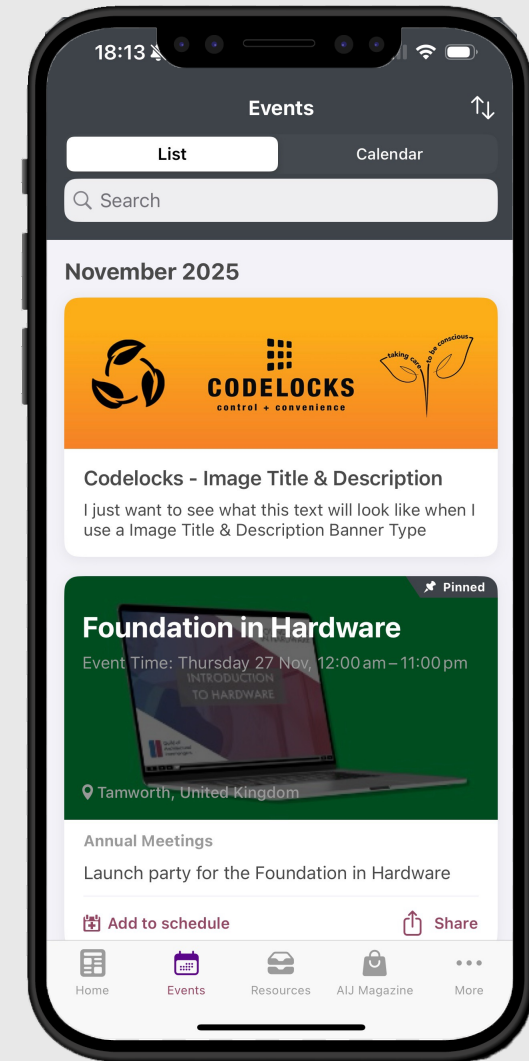 18:13
Events
List
Calendar
Search
November 2025
taking care
to be conscious
CODELOCKS
control + convenience
Codelocks - Image Title & Description
I just want to see what this text will look like when I
use a Image Title & Description Banner Type
Pinned
Foundation in Hardware
Event Time: Thursday 27 Nov, 12:00 am – 11:00 pm
INTRODUCTION
TO HARDWARE
Tamworth, United Kingdom
Annual Meetings
Launch party for the Foundation in Hardware
Add to schedule
Share
Home
Events
Resources
AIJ Magazine
More